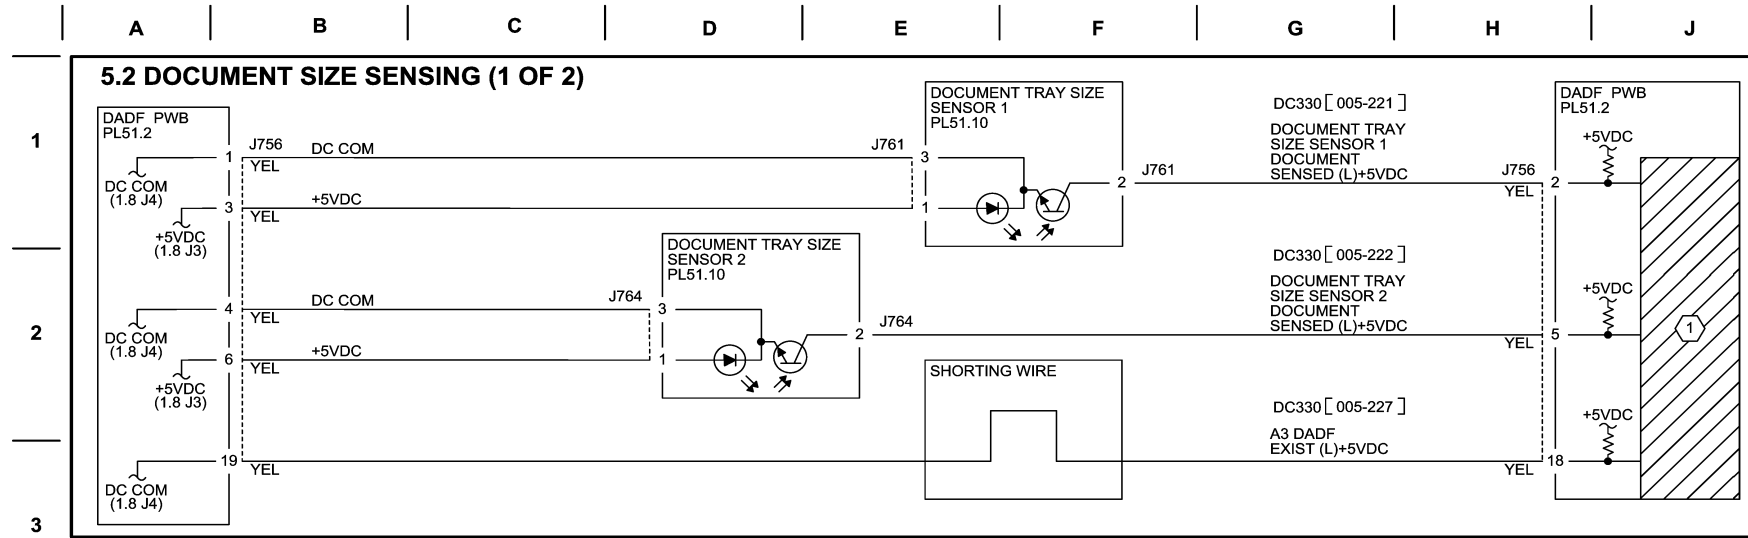 A B C D E F G H J
5.2 DOCUMENT SIZE SENSING (1 OF 2)
1
2
3
DADF PWB
PL51.2
DC COM
(1.8 J4)
+5VDC
(1.8 J3)
DC COM
(1.8 J4)
+5VDC
(1.8 J3)
DC COM
(1.8 J4)
1
J756
YEL
DC COM
3
YEL
+5VDC
4
YEL
DC COM
6
YEL
+5VDC
19
YEL
J764
3
1
DOCUMENT TRAY SIZE
SENSOR 2
PL51.10
2
J764
J761
3
1
DOCUMENT TRAY SIZE
SENSOR 1
PL51.10
2
J761
SHORTING WIRE
DC330 [ 005-221 ]
DOCUMENT TRAY
SIZE SENSOR 1
DOCUMENT
SENSED (L)+5VDC
DC330 [ 005-222 ]
DOCUMENT TRAY
SIZE SENSOR 2
DOCUMENT
SENSED (L)+5VDC
DC330 [ 005-227 ]
A3 DADF
EXIST (L)+5VDC
J756
YEL
2
YEL
5
YEL
18
DADF PWB
PL51.2
+5VDC
+5VDC
+5VDC
1